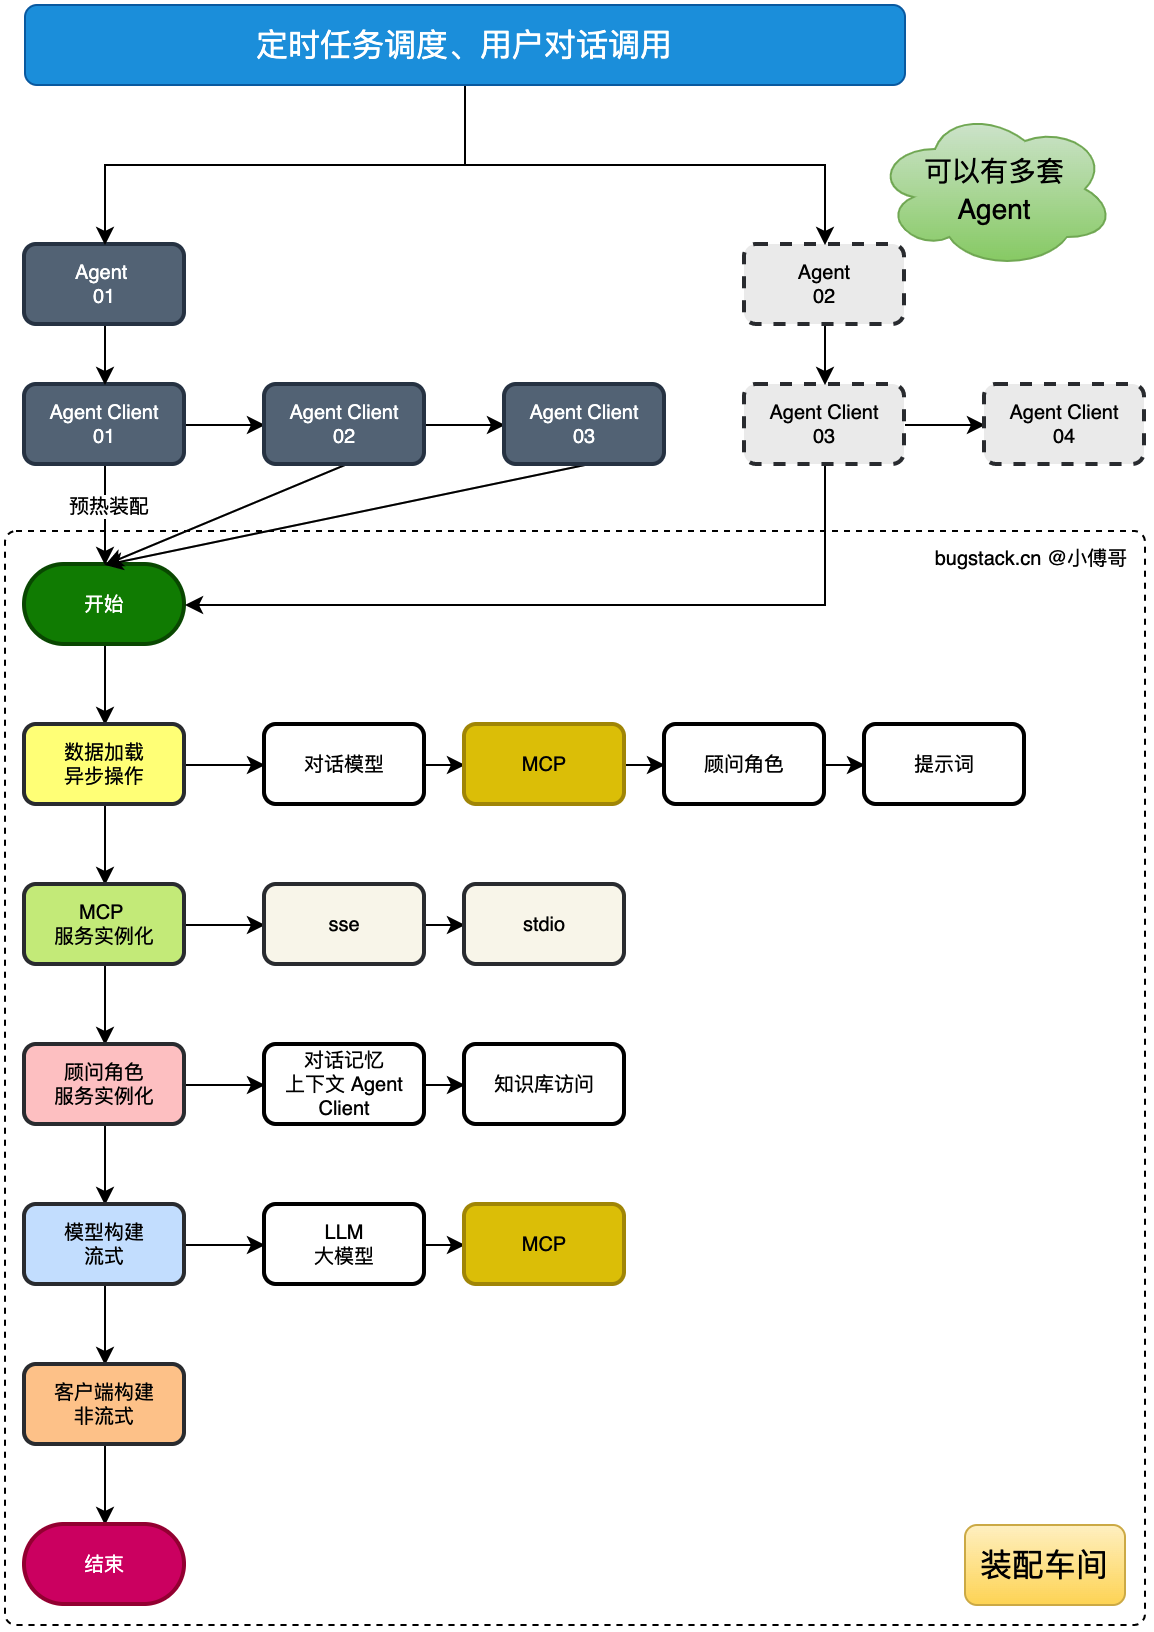 定时任务调度、用户对话调用
可以有多套
Agent
Agent
01
Agent
02
Agent Client
01
Agent Client
02
Agent Client
03
Agent Client
03
Agent Client
04
预热装配
bugstack.cn @小傅哥
开始
数据加载
异步操作
对话模型
MCP
顾问角色
提示词
MCP
服务实例化
sse
stdio
顾问角色
服务实例化
对话记忆
上下文 Agent
Client
知识库访问
模型构建
流式
LLM
大模型
MCP
客户端构建
非流式
结束
装配车间